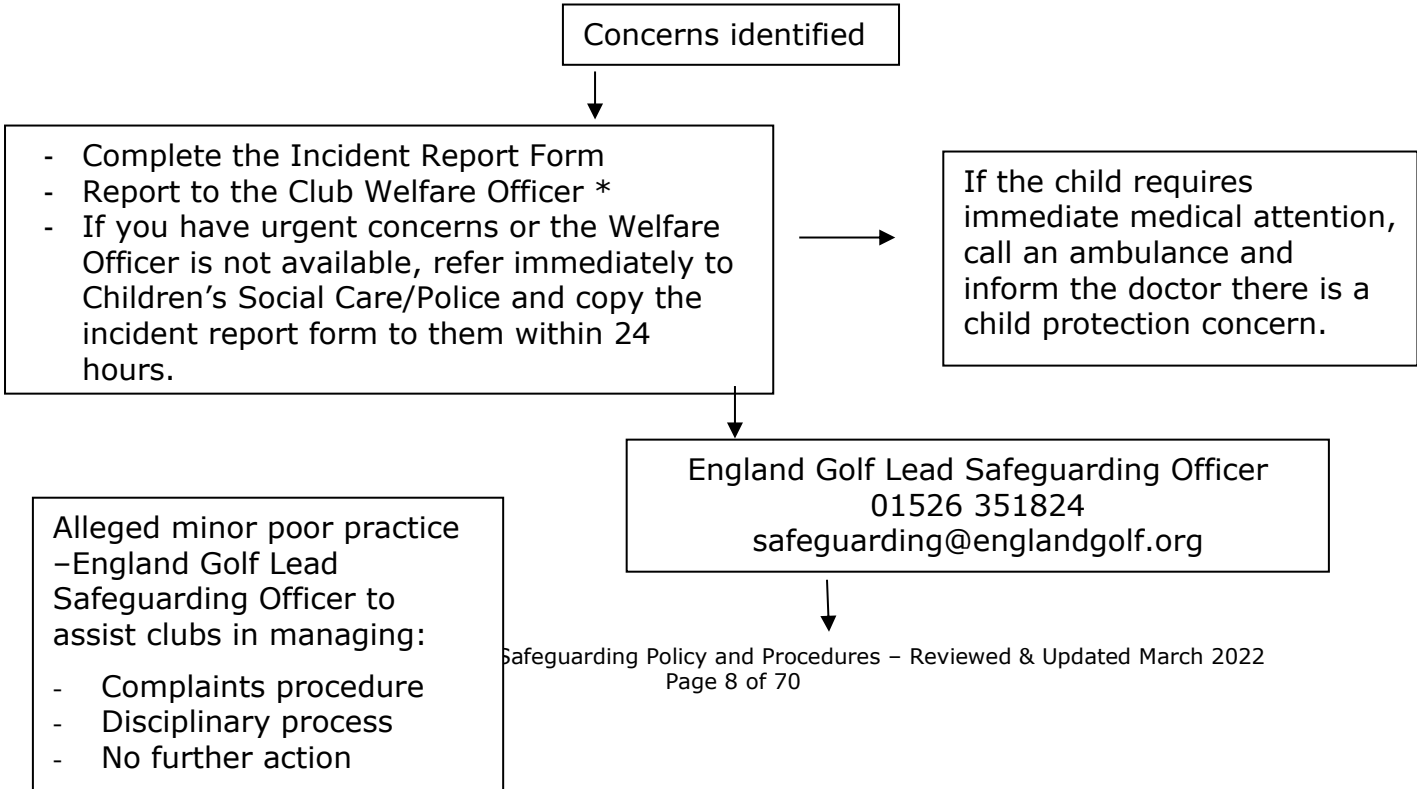 Concerns identified
- Complete the Incident Report Form
- Report to the Club Welfare Officer *
- If you have urgent concerns or the Welfare
Officer is not available, refer immediately to
Children’s Social Care/Police and copy the
incident report form to them within 24
hours.
If the child requires
immediate medical attention,
call an ambulance and
inform the doctor there is a
child protection concern.
England Golf Lead Safeguarding Officer
01526 351824
safeguarding@englandgolf.org
Alleged minor poor practice
–England Golf Lead
Safeguarding Officer to
assist clubs in managing:
- Complaints procedure
- Disciplinary process
- No further action
Safeguarding Policy and Procedures – Reviewed & Updated March 2022
Page 8 of 70